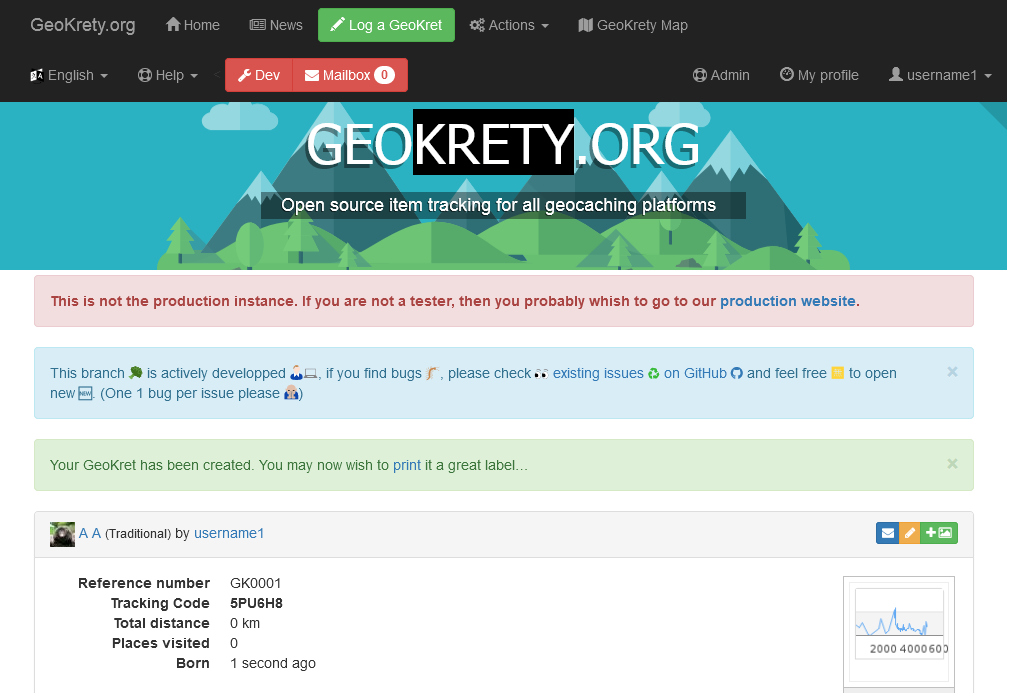 GeoKrety.org Home News Log a GeoKret Actions GeoKrety Map
English Help < Dev Mailbox 0 Admin My profile username1
GEOKRETY.ORG
Open source item tracking for all geocaching platforms
This is not the production instance. If you are not a tester, then you probably whish to go to our production website.
This branch 🌳 is actively developped 👨‍💻, if you find bugs 🐛, please check 👀 existing issues ♻ on GitHub and feel free 📒 to open
new 🆕. (One 1 bug per issue please 🙏)
Your GeoKret has been created. You may now wish to print it a great label…
A A (Traditional) by username1
Reference number GK0001
Tracking Code 5PU6H8
Total distance 0 km
Places visited 0
Born 1 second ago
2000 4000 600